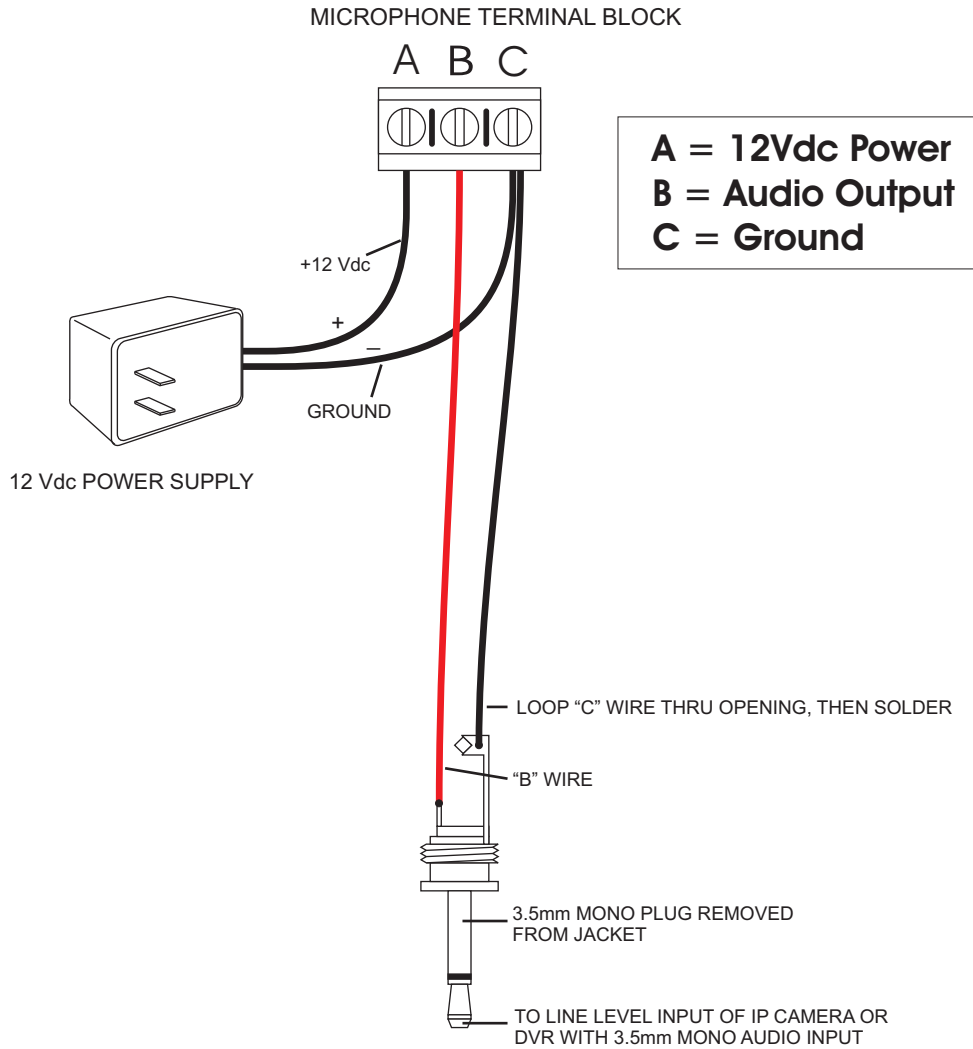 MICROPHONE TERMINAL BLOCK
A B C
A = 12Vdc Power
B = Audio Output
C = Ground
+12 Vdc
+
–
GROUND
12 Vdc POWER SUPPLY
LOOP “C” WIRE THRU OPENING, THEN SOLDER
“B” WIRE
3.5mm MONO PLUG REMOVED
FROM JACKET
TO LINE LEVEL INPUT OF IP CAMERA OR
DVR WITH 3.5mm MONO AUDIO INPUT